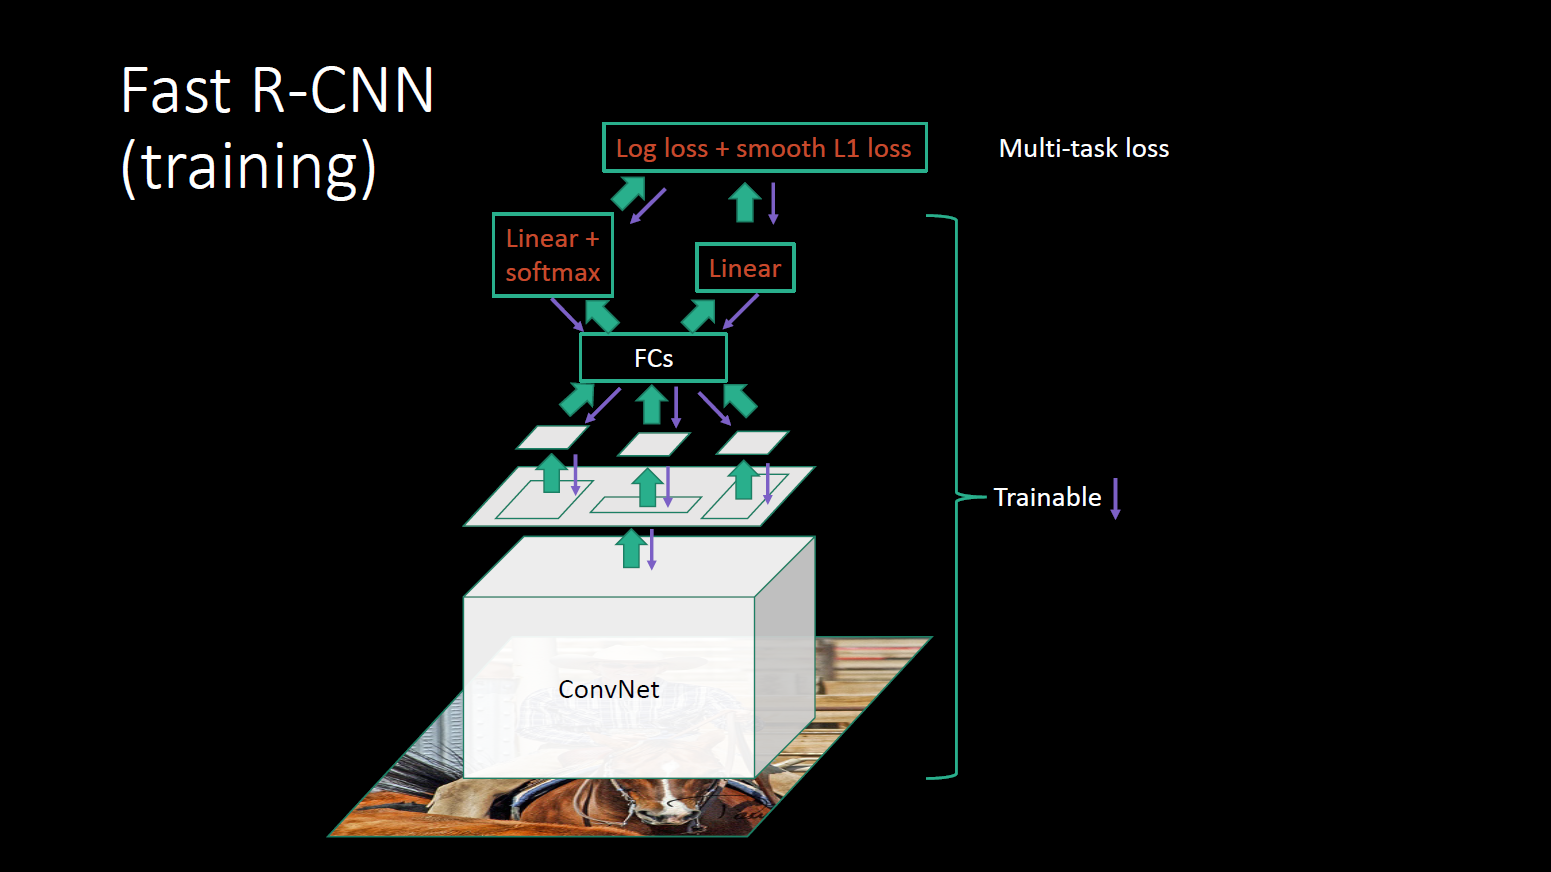 Fast R-CNN
(training)
Log loss + smooth L1 loss
Multi-task loss
Linear +
softmax
Linear
FCs
Trainable
ConvNet